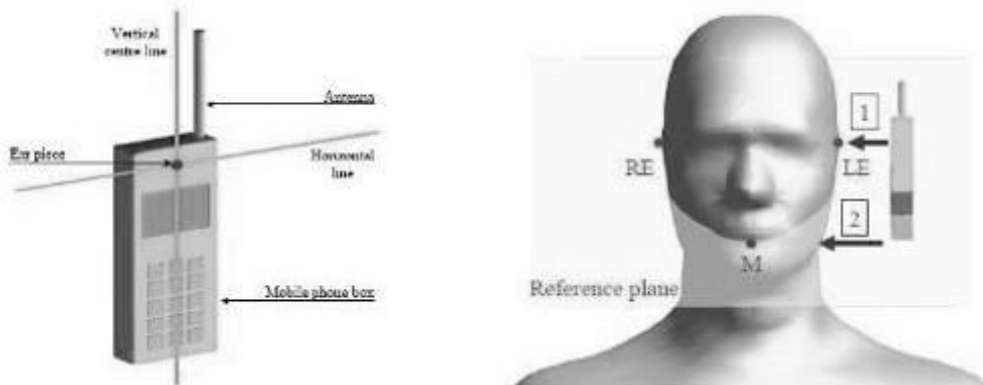 Vertical
centre line
Antenna
Ear piece
Horizontal
line
Mobile phone box
1
RE
LE
2
M
Reference plane